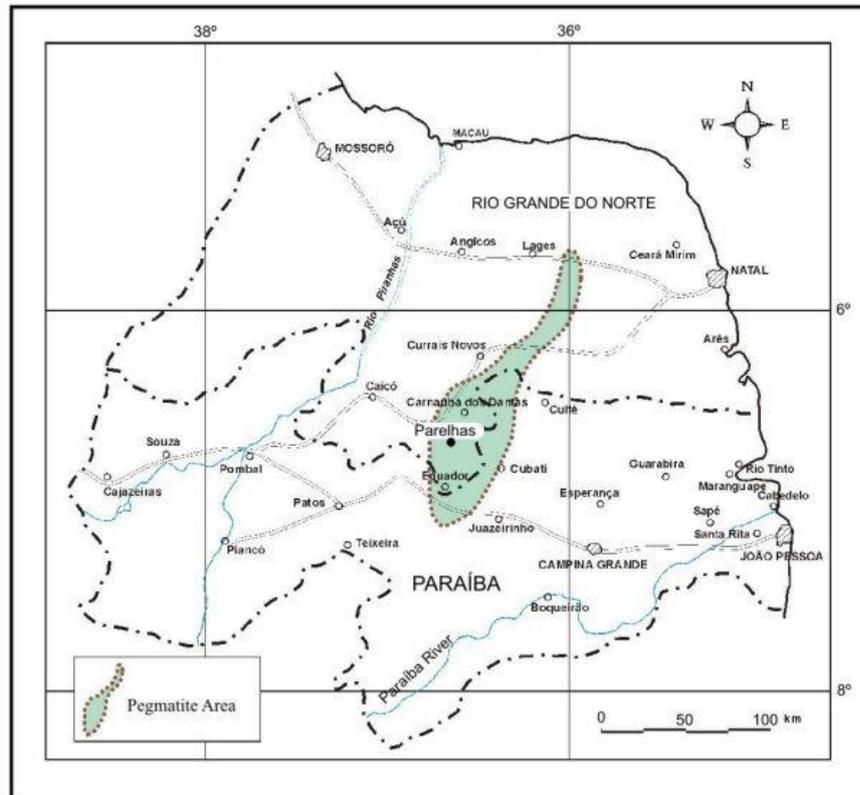 38º
36º
N
W
E
S
MOSSORÓ
MACAU
RIO GRANDE DO NORTE
Açú
Angicos
Lages
Ceará Mirim
NATAL
Rio Piranhas
6º
Currais Novos
Arês
Caicó
Carnauba dos Dantas
Cuité
Parelhas
Souza
Pombal
Cubati
Guarabira
Rio Tinto
Cajazeiras
Equador
Maranguape
Patos
Esperança
Cabedelo
Juazeirinho
Sapé
Santa Rita
Piancó
Teixeira
CAMPINA GRANDE
JOÃO PESSOA
PARAÍBA
Boqueirão
Paraíba River
Pegmatite Area
8º
0 50 100 km